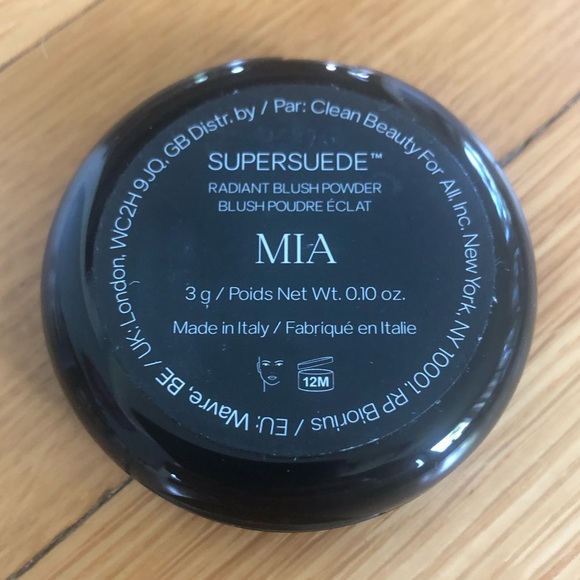 SUPERSUEDE™
RADIANT BLUSH POWDER
BLUSH POUDRE ÉCLAT
MIA
3 g / Poids Net Wt. 0.10 oz.
Made in Italy / Fabriqué en Italie
12M
Distr. by / Par: Clean Beauty For All, Inc. New York, NY 10001, RP Biorius / EU: Wavre, BE / UK: London, WC2H 9JQ, GB